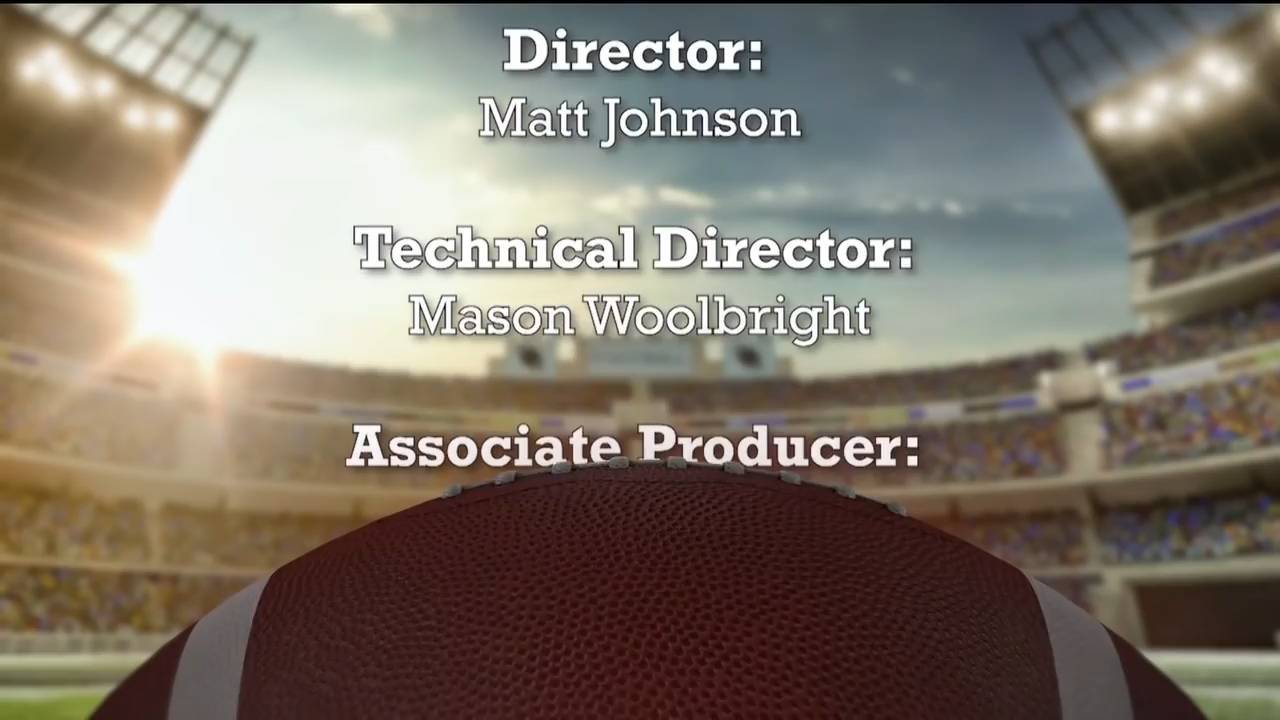 Director:
Matt Johnson
Technical Director:
Mason Woolbright
Associate Producer: